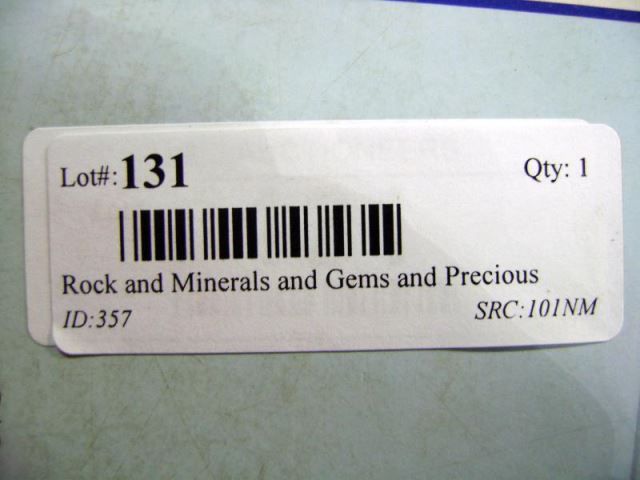 Lot#:131 Qty: 1
Rock and Minerals and Gems and Precious
ID:357 SRC:101NM